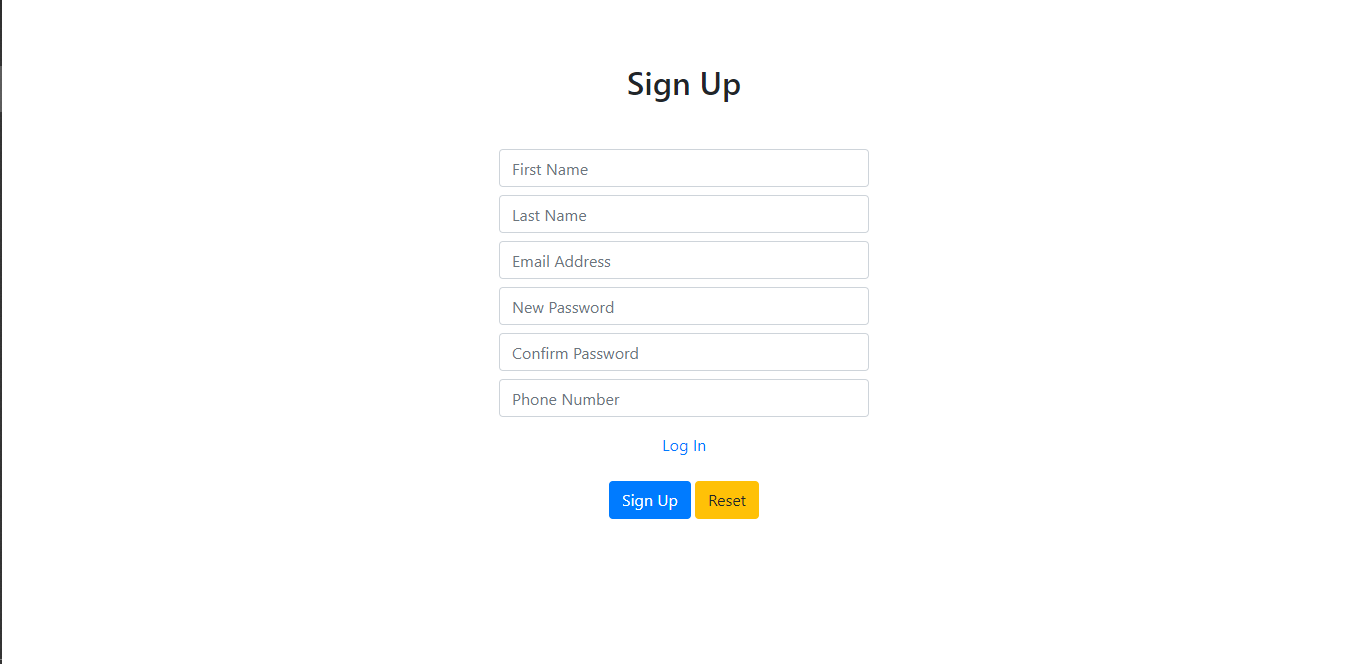 Sign Up
First Name
Last Name
Email Address
New Password
Confirm Password
Phone Number
Log In
Sign Up Reset